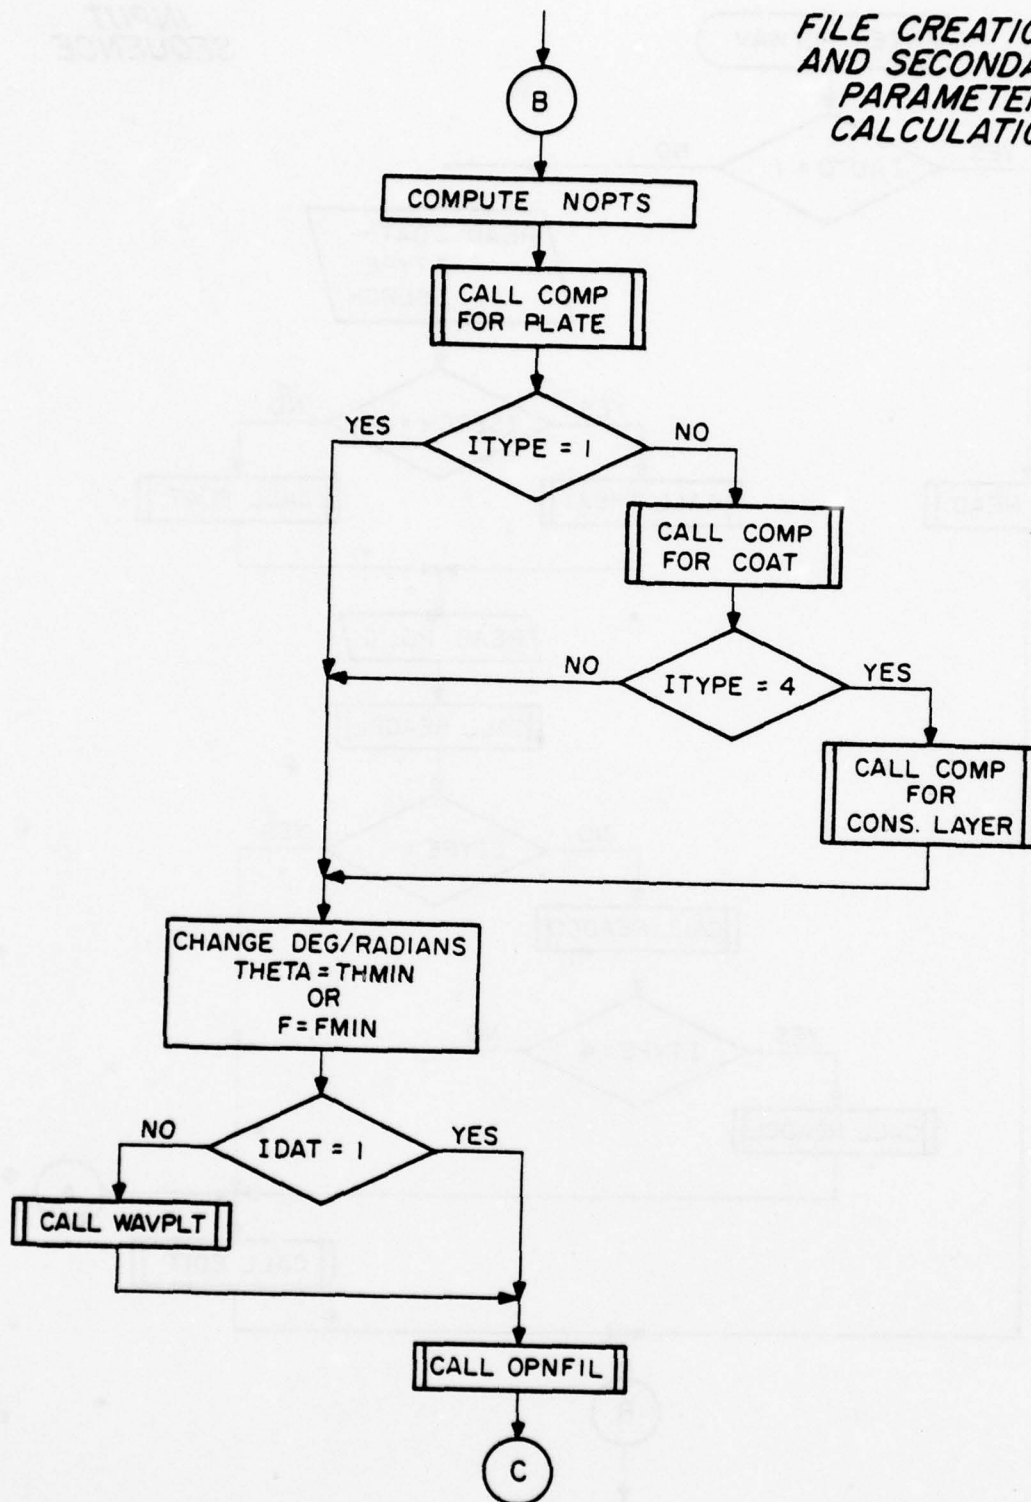 FILE CREATIO
AND SECONDA
PARAMETE
CALCULATIO
B
COMPUTE NOPTS
CALL COMP
FOR PLATE
ITYPE = 1
YES
NO
CALL COMP
FOR COAT
ITYPE = 4
NO
YES
CALL COMP
FOR
CONS. LAYER
CHANGE DEG/RADIANS
THETA = THMIN
OR
F = FMIN
IDAT = 1
NO
YES
CALL WAVPLT
CALL OPNFIL
C